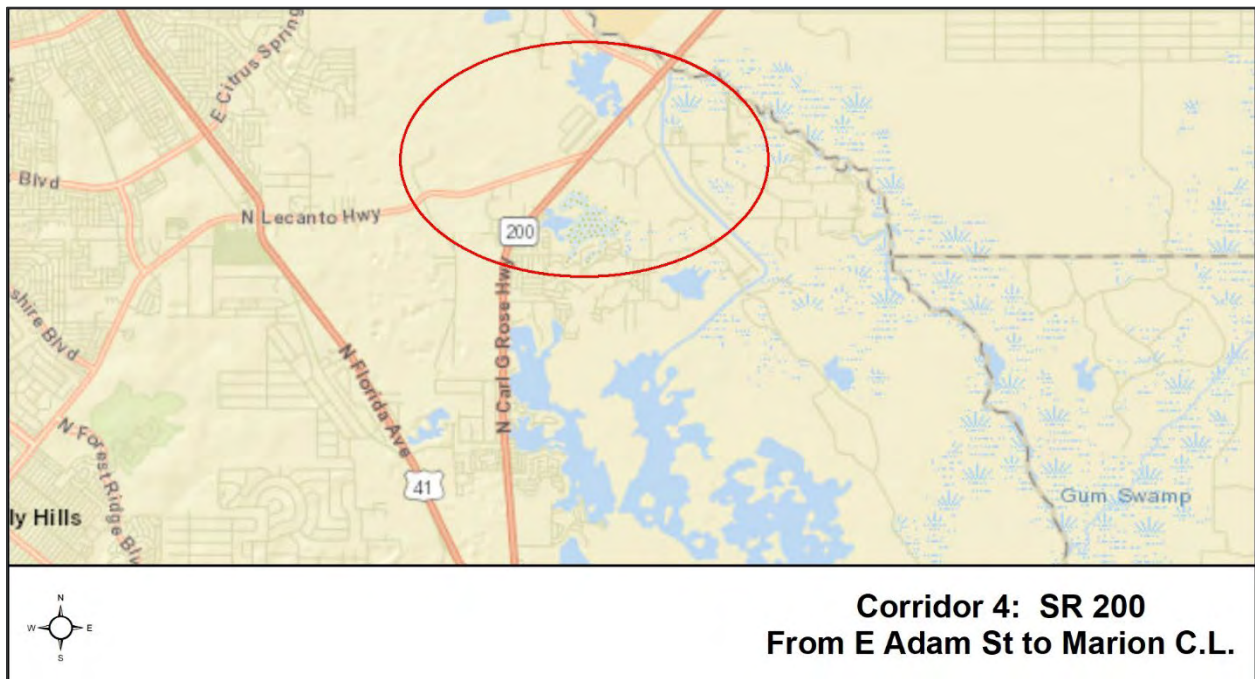 E Citrus Spring
Blvd
N Lecanto Hwy
200
shire Blvd
N Florida Ave
N Carl G Rose Hwy
N Forest Ridge Blv
41
Gum Swamp
ly Hills
N
W E
S
Corridor 4: SR 200
From E Adam St to Marion C.L.